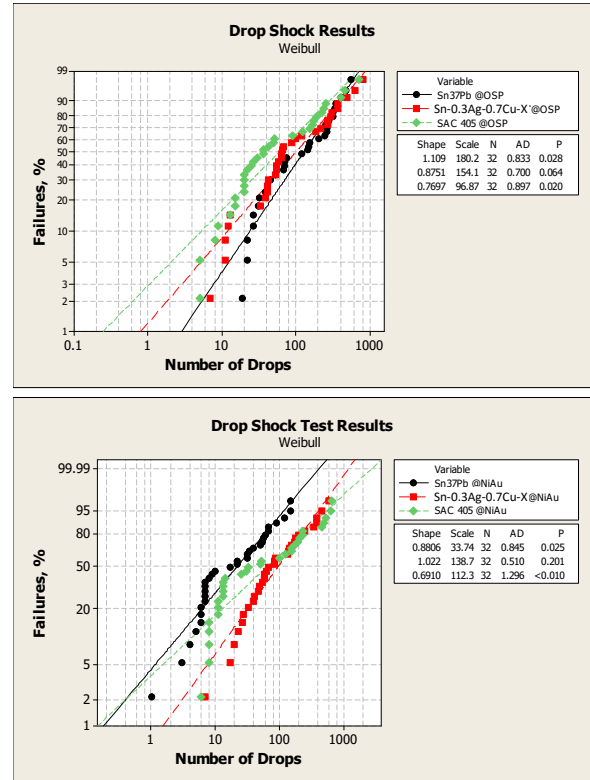 Drop Shock Results
Weibull
99
90
80
70
60
50
40
30
20
10
5
3
2
1
Failures, %
0.1 1 10 100 1000
Number of Drops
Variable
Sn37Pb @OSP
Sn-0.3Ag-0.7Cu-X @OSP
SAC 405 @OSP
Shape Scale N AD P
1.109 180.2 32 0.833 0.028
0.8751 154.1 32 0.700 0.064
0.7697 96.87 32 0.897 0.020
Drop Shock Test Results
Weibull
99.99
95
80
50
20
5
2
1
Failures, %
1 10 100 1000
Number of Drops
Variable
Sn37Pb @NiAu
Sn-0.3Ag-0.7Cu-X@NiAu
SAC 405 @NiAu
Shape Scale N AD P
0.8806 33.74 32 0.845 0.025
1.022 138.7 32 0.510 0.201
0.6910 112.3 32 1.296 <0.010